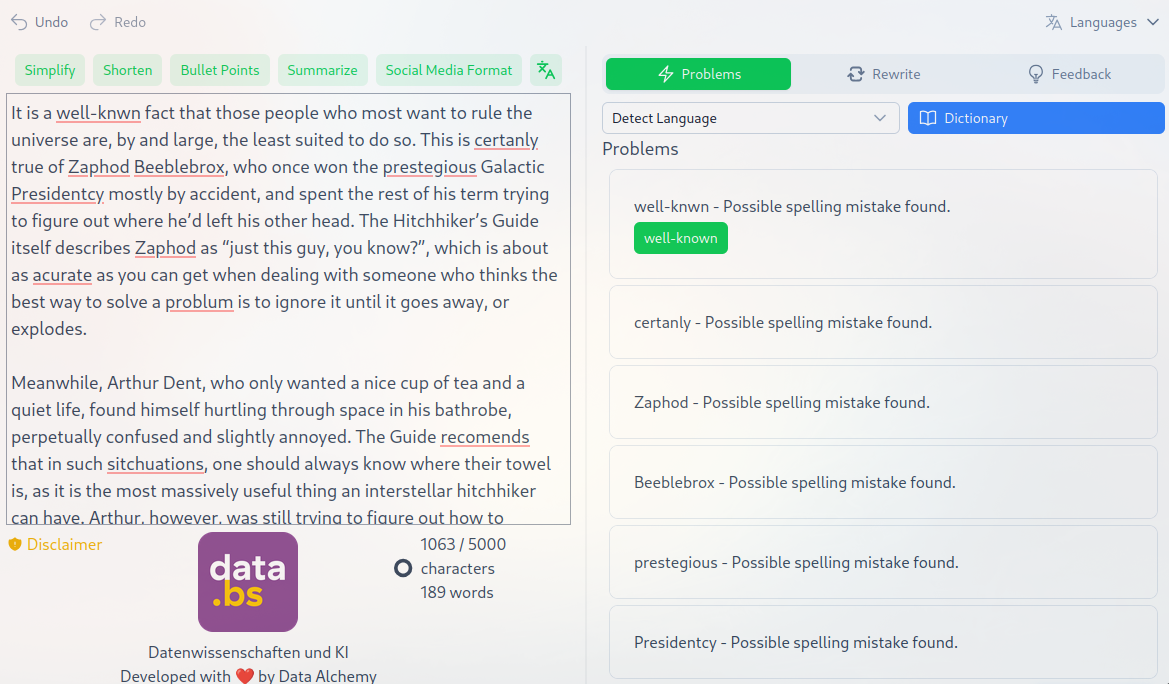 Undo Redo Languages
Simplify Shorten Bullet Points Summarize Social Media Format
Problems Rewrite Feedback
Detect Language Dictionary
It is a well-knwn fact that those people who most want to rule the
universe are, by and large, the least suited to do so. This is certanly
true of Zaphod Beeblebrox, who once won the prestegious Galactic
Presidentcy mostly by accident, and spent the rest of his term trying
to figure out where he’d left his other head. The Hitchhiker’s Guide
itself describes Zaphod as “just this guy, you know?”, which is about
as acurate as you can get when dealing with someone who thinks the
best way to solve a problum is to ignore it until it goes away, or
explodes.
Meanwhile, Arthur Dent, who only wanted a nice cup of tea and a
quiet life, found himself hurtling through space in his bathrobe,
perpetually confused and slightly annoyed. The Guide recomends
that in such sitchuations, one should always know where their towel
is, as it is the most massively useful thing an interstellar hitchhiker
can have. Arthur, however, was still trying to figure out how to
Disclaimer
data
.bs
1063 / 5000
characters
189 words
Datenwissenschaften und KI
Developed with ❤️ by Data Alchemy
Problems
well-knwn - Possible spelling mistake found.
well-known
certanly - Possible spelling mistake found.
Zaphod - Possible spelling mistake found.
Beeblebrox - Possible spelling mistake found.
prestegious - Possible spelling mistake found.
Presidentcy - Possible spelling mistake found.